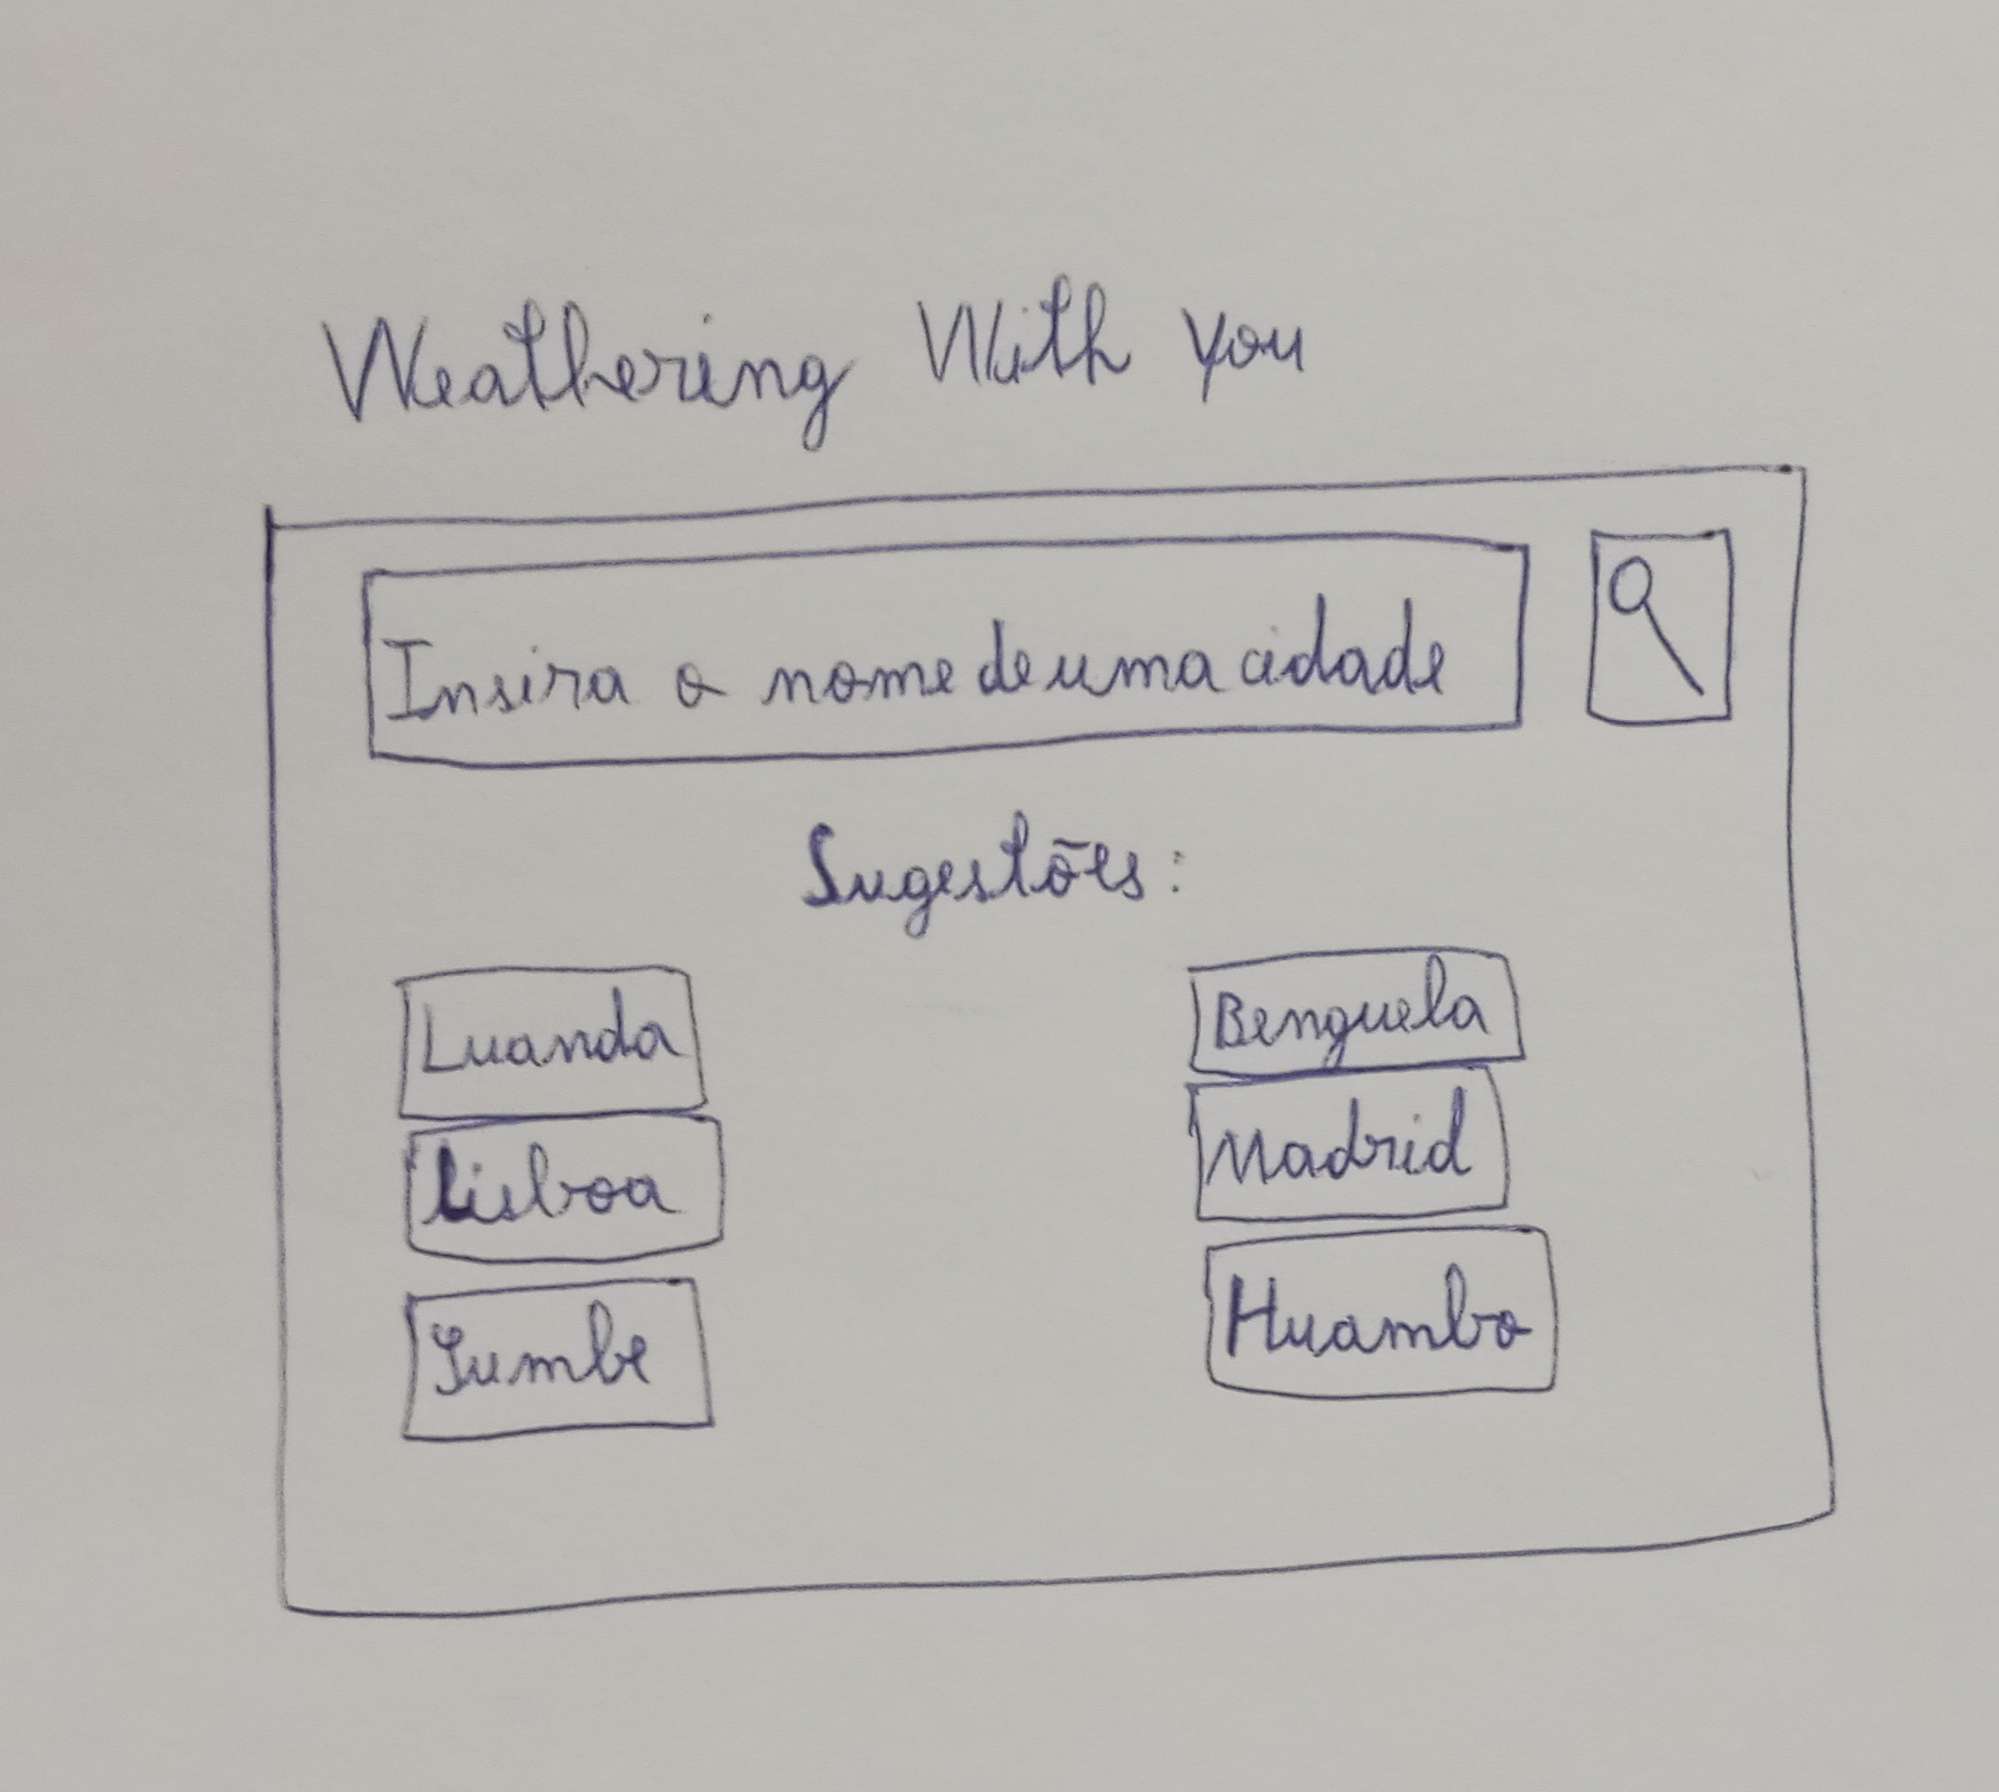 Weathering With you
Insira o nome de uma cidade
Sugestões:
Luanda
Benguela
Lisboa
Madrid
Sumbe
Huambo